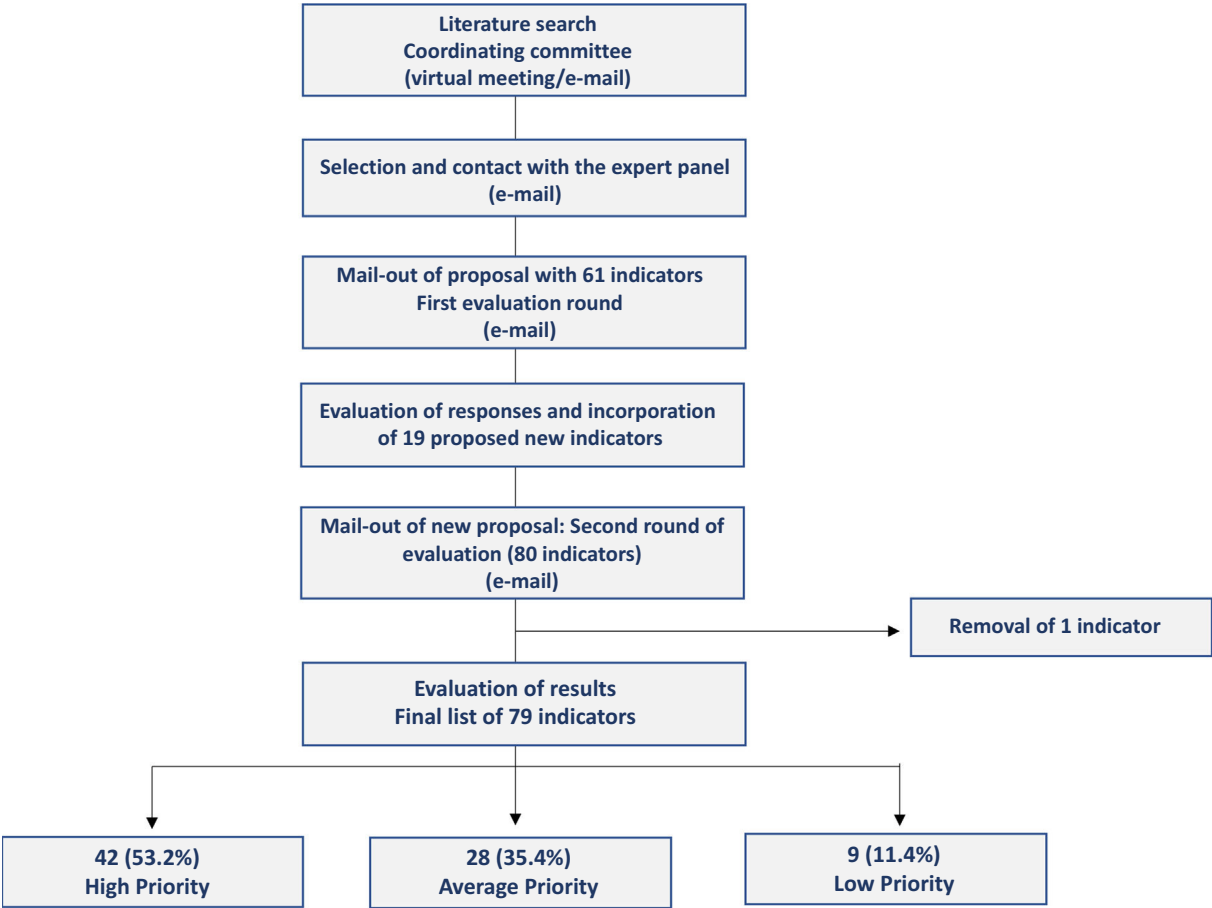 Literature search
Coordinating committee
(virtual meeting/e-mail)
Selection and contact with the expert panel
(e-mail)
Mail-out of proposal with 61 indicators
First evaluation round
(e-mail)
Evaluation of responses and incorporation
of 19 proposed new indicators
Mail-out of new proposal: Second round of
evaluation (80 indicators)
(e-mail)
Removal of 1 indicator
Evaluation of results
Final list of 79 indicators
42 (53.2%)
High Priority
28 (35.4%)
Average Priority
9 (11.4%)
Low Priority